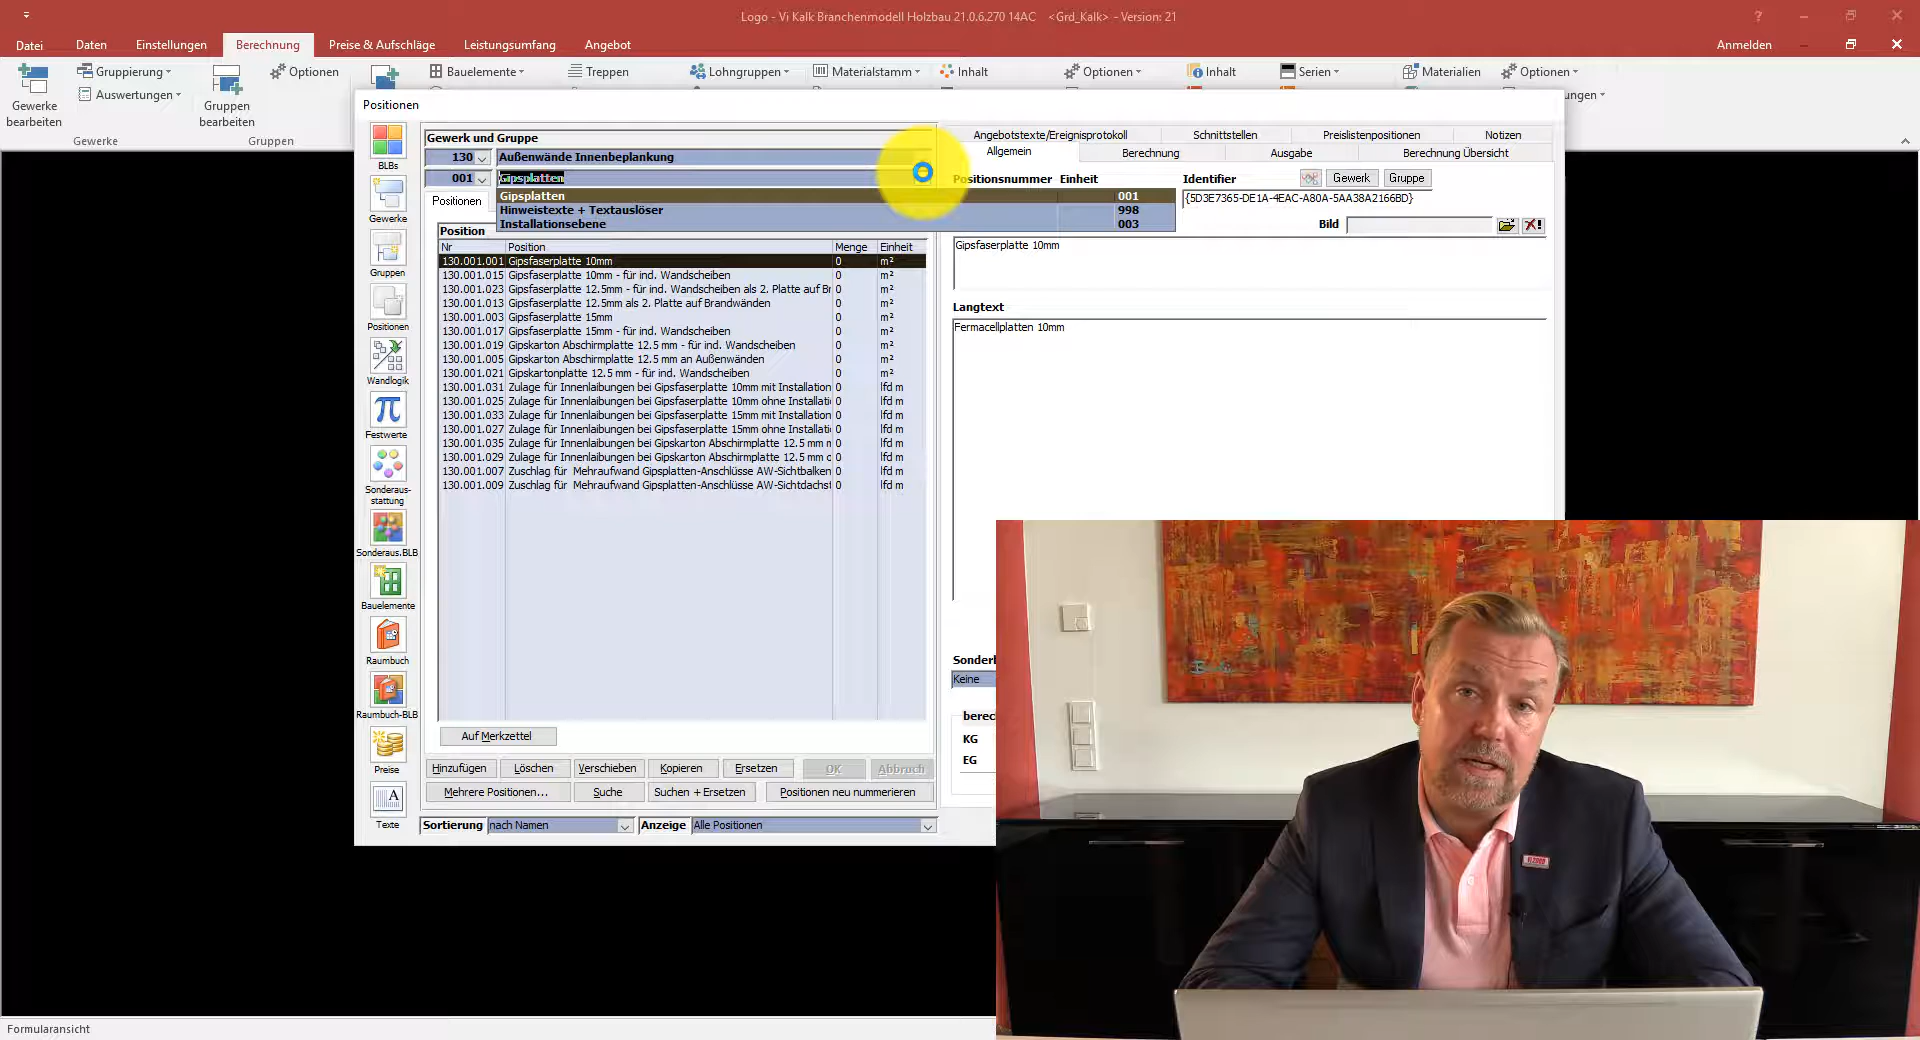 Logo - Vi Kalk Branchenmodell Holzbau 21.0.6.270 14AC <Grd_Kalk> - Version: 21
Datei Daten Einstellungen Berechnung Preise & Aufschläge Leistungsumfang Angebot Anmelden
Gewerke bearbeiten
Gruppierung
Auswertungen
Gewerke
Gruppen bearbeiten
Optionen
Gruppen
Bauelemente
Treppen
Lohngruppen
Materialstamm
Inhalt
Optionen
Inhalt
Serien
Materialien
Optionen
Positionen
BLBs
Gewerke
Gruppen
Positionen
Wandlogik
Festwerte
Sonderaus-
stattung
Sonderaus.BLB
Bauelemente
Raumbuch
Raumbuch-BLB
Preise
Texte
Gewerk und Gruppe
130 Außenwände Innenbeplankung
001 Gipsplatten
Gipsplatten 001
Hinweistexte + Textauslöser 998
Installationsebene 003
Positionen
Position
Nr Position Menge Einheit
130.001.001 Gipsfaserplatte 10mm 0 m²
130.001.015 Gipsfaserplatte 10mm - für ind. Wandscheiben 0 m²
130.001.023 Gipsfaserplatte 12.5mm - für ind. Wandscheiben als 2. Platte auf Br 0 m²
130.001.013 Gipsfaserplatte 12.5mm als 2. Platte auf Brandwänden 0 m²
130.001.003 Gipsfaserplatte 15mm 0 m²
130.001.017 Gipsfaserplatte 15mm - für ind. Wandscheiben 0 m²
130.001.019 Gipskarton Abschirmplatte 12.5 mm - für ind. Wandscheiben 0 m²
130.001.005 Gipskarton Abschirmplatte 12.5 mm an Außenwänden 0 m²
130.001.021 Gipskartonplatte 12.5 mm - für ind. Wandscheiben 0 m²
130.001.031 Zulage für Innenlaibungen bei Gipsfaserplatte 10mm mit Installation 0 lfd m
130.001.025 Zulage für Innenlaibungen bei Gipsfaserplatte 10mm ohne Installati 0 lfd m
130.001.033 Zulage für Innenlaibungen bei Gipsfaserplatte 15mm mit Installation 0 lfd m
130.001.027 Zulage für Innenlaibungen bei Gipsfaserplatte 15mm ohne Installati 0 lfd m
130.001.035 Zulage für Innenlaibungen bei Gipskarton Abschirmplatte 12.5 mm m 0 lfd m
130.001.029 Zulage für Innenlaibungen bei Gipskarton Abschirmplatte 12.5 mm o 0 lfd m
130.001.007 Zuschlag für Mehraufwand Gipsplatten-Anschlüsse AW-Sichtbalken 0 lfd m
130.001.009 Zuschlag für Mehraufwand Gipsplatten-Anschlüsse AW-Sichtdachst 0 lfd m
Auf Merkzettel
Hinzufügen Löschen Verschieben Kopieren Ersetzen OK Abbruch
Mehrere Positionen... Suche Suchen + Ersetzen Positionen neu nummerieren
Sortierung nach Namen Anzeige Alle Positionen
Angebotstexte/Ereignisprotokoll Schnittstellen Preislistenpositionen Notizen
Allgemein Berechnung Ausgabe Berechnung Übersicht
Positionsnummer Einheit Identifier Gewerk Gruppe
{5D3E7365-DE1A-4EAC-A80A-5AA38A2166BD}
Bild
Gipsfaserplatte 10mm
Langtext
Fermacellplatten 10mm
Keine
KG
EG
Formularansicht